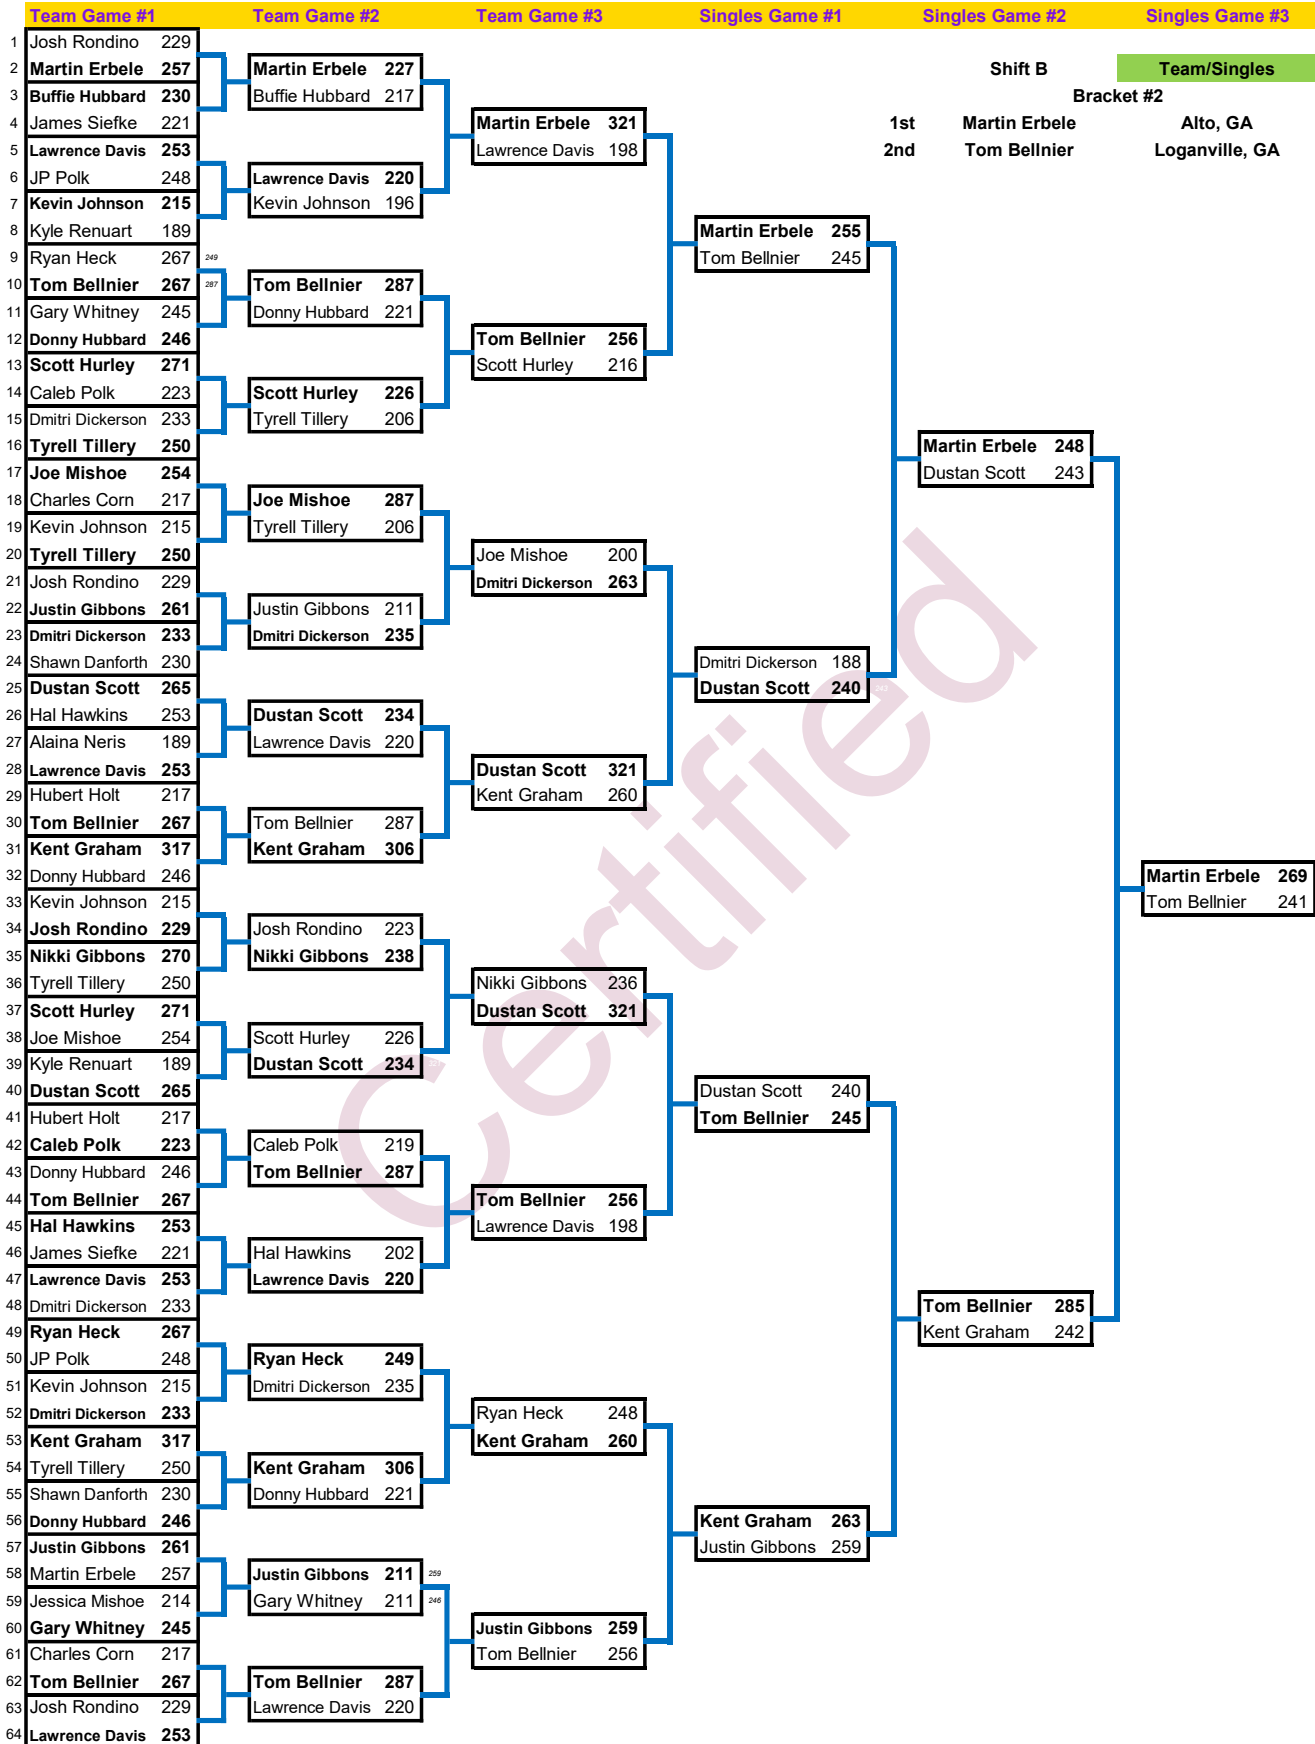 Team Game #1 Team Game #2 Team Game #3 Singles Game #1 Singles Game #2 Singles Game #3
Shift B Team/Singles
Bracket #2
1st Martin Erbele Alto, GA
2nd Tom Bellnier Loganville, GA
1 Josh Rondino 229
2 Martin Erbele 257
3 Buffie Hubbard 230
4 James Siefke 221
5 Lawrence Davis 253
6 JP Polk 248
7 Kevin Johnson 215
8 Kyle Renuart 189
9 Ryan Heck 267 249
10 Tom Bellnier 267 287
11 Gary Whitney 245
12 Donny Hubbard 246
13 Scott Hurley 271
14 Caleb Polk 223
15 Dmitri Dickerson 233
16 Tyrell Tillery 250
17 Joe Mishoe 254
18 Charles Corn 217
19 Kevin Johnson 215
20 Tyrell Tillery 250
21 Josh Rondino 229
22 Justin Gibbons 261
23 Dmitri Dickerson 233
24 Shawn Danforth 230
25 Dustan Scott 265
26 Hal Hawkins 253
27 Alaina Neris 189
28 Lawrence Davis 253
29 Hubert Holt 217
30 Tom Bellnier 267
31 Kent Graham 317
32 Donny Hubbard 246
33 Kevin Johnson 215
34 Josh Rondino 229
35 Nikki Gibbons 270
36 Tyrell Tillery 250
37 Scott Hurley 271
38 Joe Mishoe 254
39 Kyle Renuart 189
40 Dustan Scott 265
41 Hubert Holt 217
42 Caleb Polk 223
43 Donny Hubbard 246
44 Tom Bellnier 267
45 Hal Hawkins 253
46 James Siefke 221
47 Lawrence Davis 253
48 Dmitri Dickerson 233
49 Ryan Heck 267
50 JP Polk 248
51 Kevin Johnson 215
52 Dmitri Dickerson 233
53 Kent Graham 317
54 Tyrell Tillery 250
55 Shawn Danforth 230
56 Donny Hubbard 246
57 Justin Gibbons 261
58 Martin Erbele 257
59 Jessica Mishoe 214
60 Gary Whitney 245
61 Charles Corn 217
62 Tom Bellnier 267
63 Josh Rondino 229
64 Lawrence Davis 253
Martin Erbele 227
Buffie Hubbard 217
Lawrence Davis 220
Kevin Johnson 196
Tom Bellnier 287
Donny Hubbard 221
Scott Hurley 226
Tyrell Tillery 206
Joe Mishoe 287
Tyrell Tillery 206
Justin Gibbons 211
Dmitri Dickerson 235
Dustan Scott 234
Lawrence Davis 220
Tom Bellnier 287
Kent Graham 306
Josh Rondino 223
Nikki Gibbons 238
Scott Hurley 226
Dustan Scott 234
Caleb Polk 219
Tom Bellnier 287
Hal Hawkins 202
Lawrence Davis 220
Ryan Heck 249
Dmitri Dickerson 235
Kent Graham 306
Donny Hubbard 221
Justin Gibbons 211 259
Gary Whitney 211 246
Tom Bellnier 287
Lawrence Davis 220
Martin Erbele 321
Lawrence Davis 198
Tom Bellnier 256
Scott Hurley 216
Joe Mishoe 200
Dmitri Dickerson 263
Dustan Scott 321
Kent Graham 260
Nikki Gibbons 236
Dustan Scott 321
Tom Bellnier 256
Lawrence Davis 198
Ryan Heck 248
Kent Graham 260
Justin Gibbons 259
Tom Bellnier 256
Martin Erbele 255
Tom Bellnier 245
Dmitri Dickerson 188
Dustan Scott 240
Dustan Scott 240
Tom Bellnier 245
Kent Graham 263
Justin Gibbons 259
Martin Erbele 248
Dustan Scott 243
Tom Bellnier 285
Kent Graham 242
Martin Erbele 269
Tom Bellnier 241
Certified